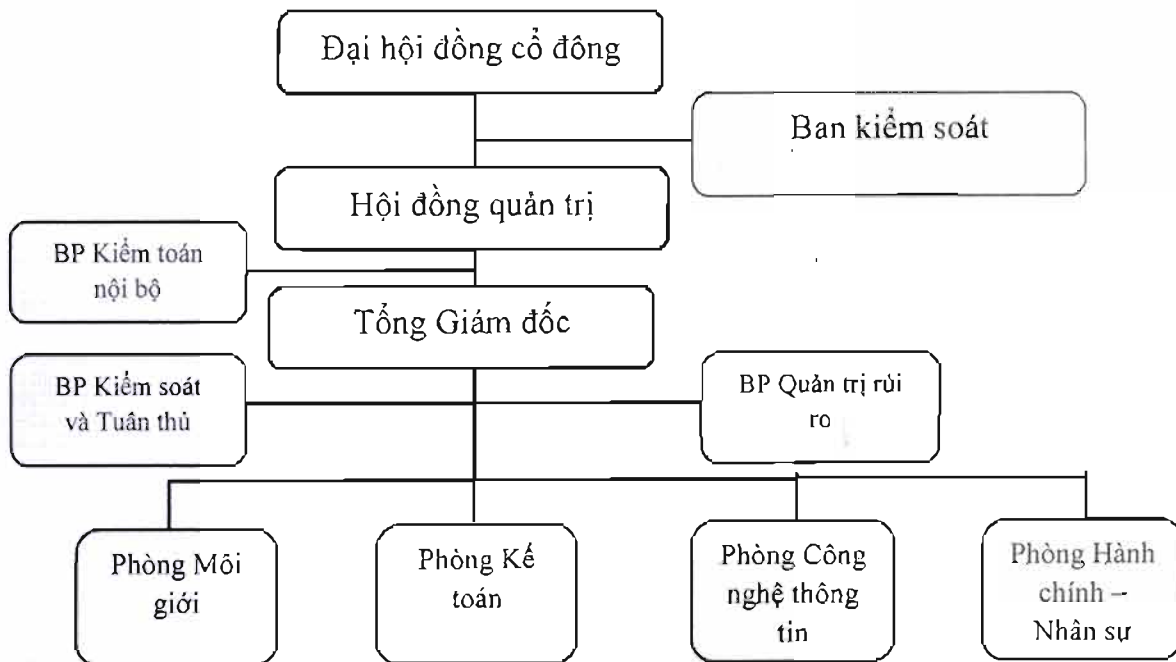 Đại hội đồng cổ đông
Ban kiểm soát
Hội đồng quản trị
BP Kiểm toán
nội bộ
Tổng Giám đốc
BP Kiểm soát
và Tuân thủ
BP Quản trị rủi
ro
Phòng Môi
giới
Phòng Kế
toán
Phòng Công
nghệ thông
tin
Phòng Hành
chính –
Nhân sự